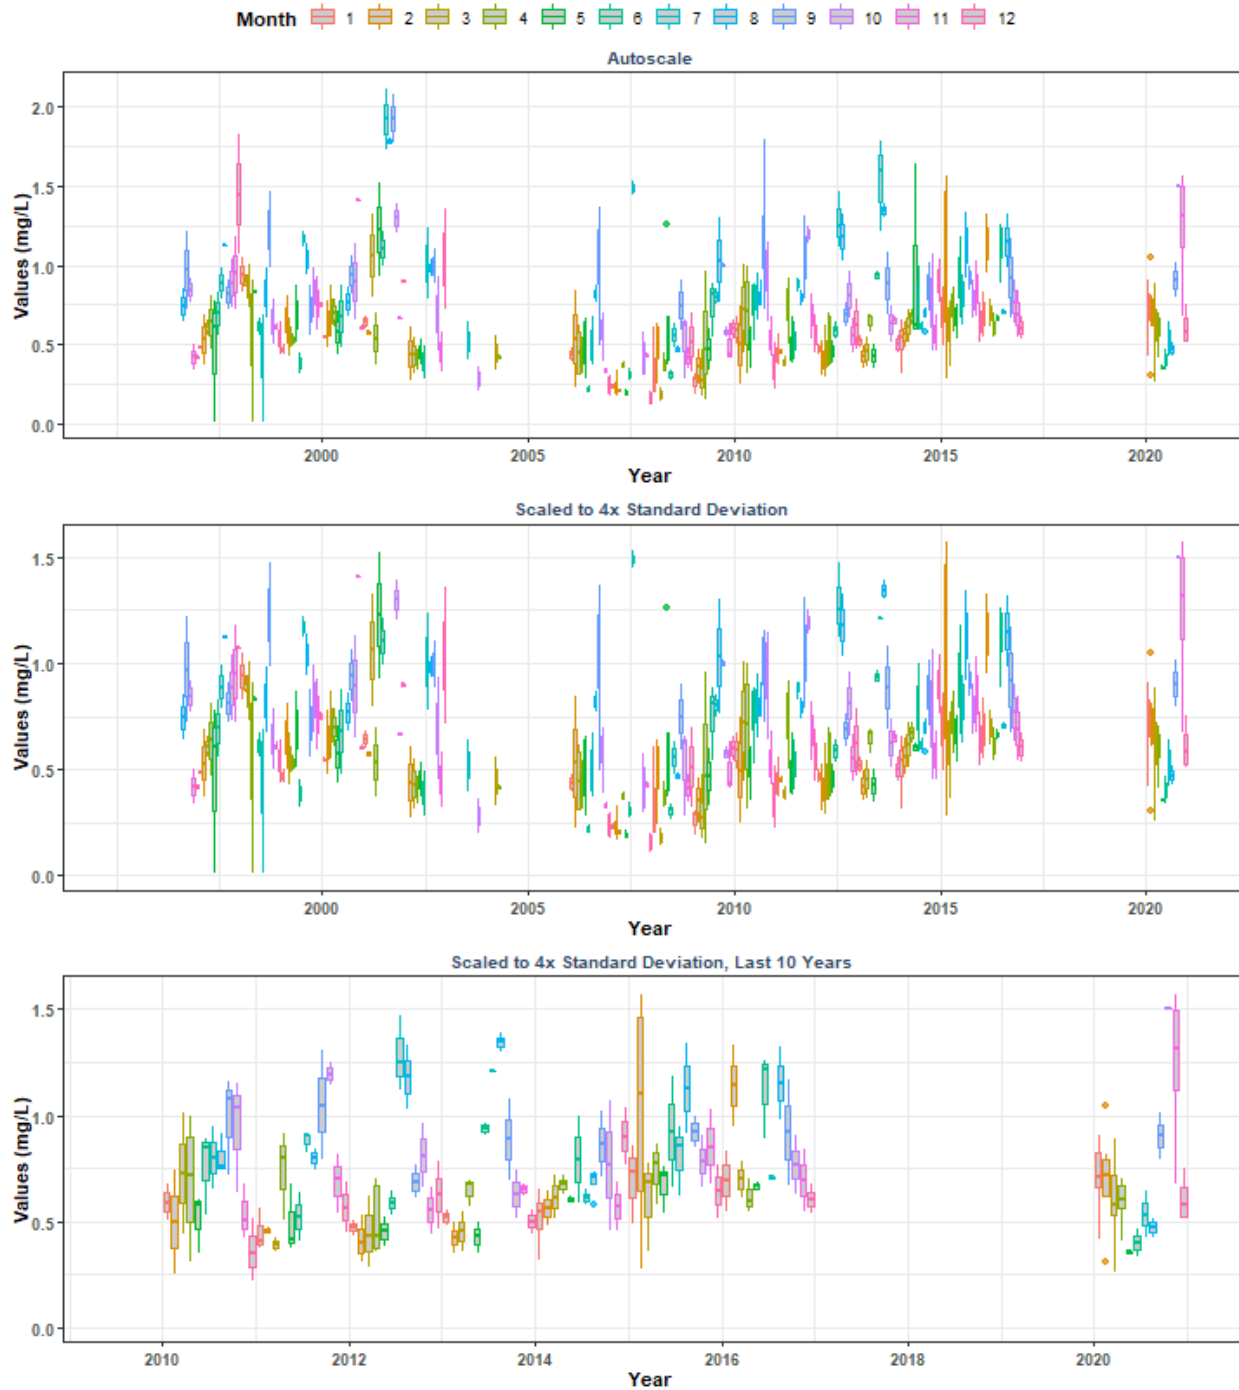 Month 1 2 3 4 5 6 7 8 9 10 11 12
Autoscale
Values (mg/L)
2.0
1.5
1.0
0.5
0.0
2000 2005 2010 2015 2020
Year
Scaled to 4x Standard Deviation
Values (mg/L)
1.5
1.0
0.5
0.0
2000 2005 2010 2015 2020
Year
Scaled to 4x Standard Deviation, Last 10 Years
Values (mg/L)
1.5
1.0
0.5
0.0
2010 2012 2014 2016 2018 2020
Year